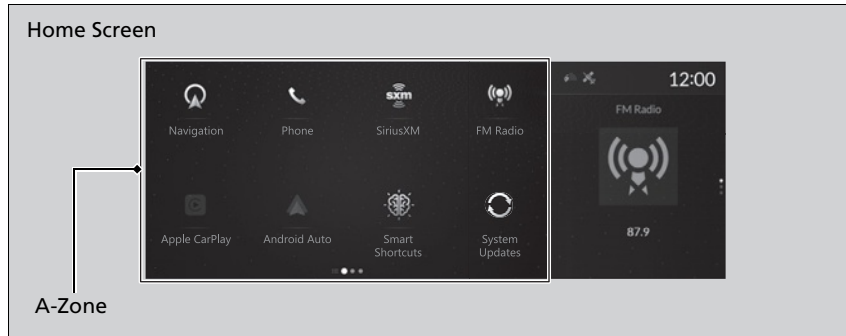 Home Screen
12:00
Navigation
Phone
sxm
SiriusXM
FM Radio
FM Radio
Apple CarPlay
Android Auto
Smart
Shortcuts
System
Updates
87.9
A-Zone